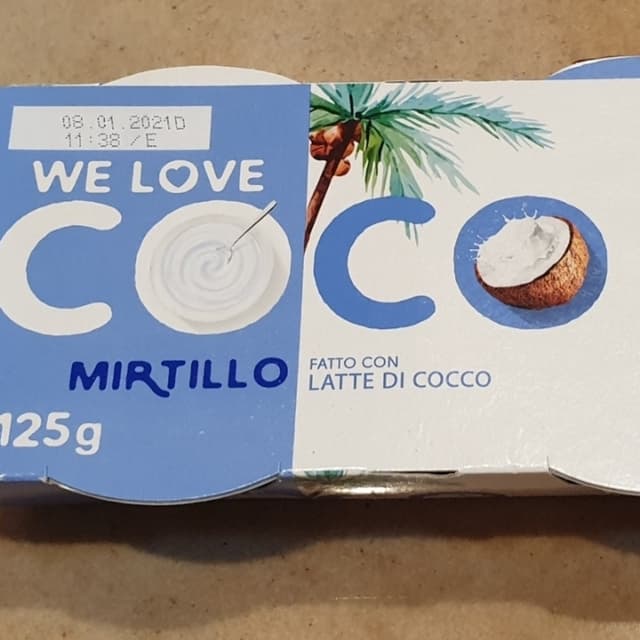 08.01.2021D
11:38 /E
WE LOVE
COCO
MIRTILLO
FATTO CON
LATTE DI COCCO
125g